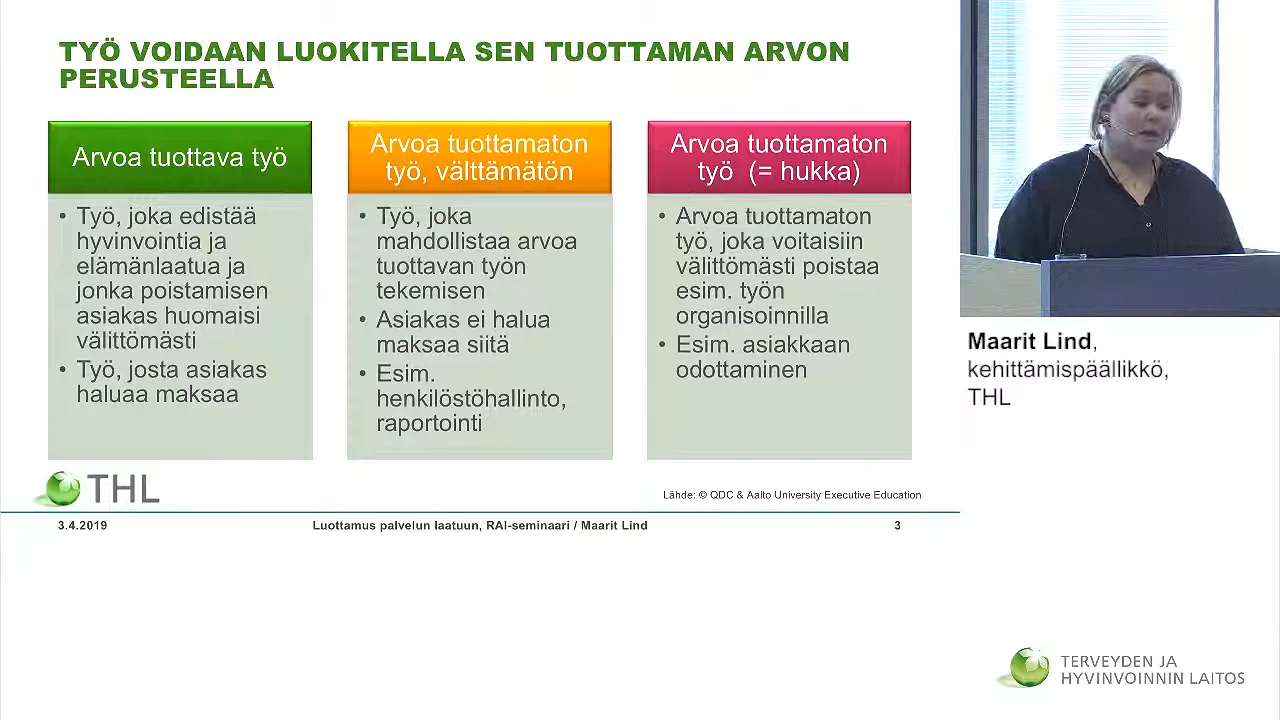 TYÖ VOIDAAN LUOKITELLA SEN TUOTTAMAN ARVON
PERUSTEELLA
Arvoa tuottava työ
• Työ, joka edistää
hyvinvointia ja
elämänlaatua ja
jonka poistamisen
asiakas huomaisi
välittömästi
• Työ, josta asiakas
haluaa maksaa
Arvoa tuottamaton
työ, välttämätön
• Työ, joka
mahdollistaa arvoa
tuottavan työn
tekemisen
• Asiakas ei halua
maksaa siitä
• Esim.
henkilöstöhallinto,
raportointi
Arvoa tuottamaton
työ (= hukka)
• Arvoa tuottamaton
työ, joka voitaisiin
välittömästi poistaa
esim. työn
organisoinnilla
• Esim. asiakkaan
odottaminen
THL
Lähde: © QDC & Aalto University Executive Education
3.4.2019 Luottamus palvelun laatuun, RAI-seminaari / Maarit Lind 3
Maarit Lind,
kehittämispäällikkö,
THL
TERVEYDEN JA
HYVINVOINNIN LAITOS